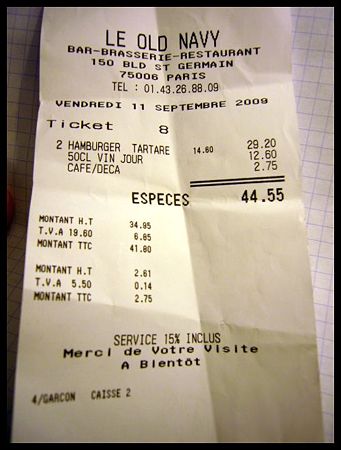 LE OLD NAVY
BAR-BRASSERIE-RESTAURANT
150 BLD ST GERMAIN
75006 PARIS
TEL : 01.43.26.88.09
VENDREDI 11 SEPTEMBRE 2009
Ticket 8
2 HAMBURGER TARTARE 14.60 29.20
50CL VIN JOUR 12.60
CAFE/DECA 2.75
ESPECES 44.55
MONTANT H.T 34.95
T.V.A 19.60 6.85
MONTANT TTC 41.80
MONTANT H.T 2.61
T.V.A 5.50 0.14
MONTANT TTC 2.75
SERVICE 15% INCLUS
Merci de Votre Visite
A Bientôt
4/GARCON CAISSE 2